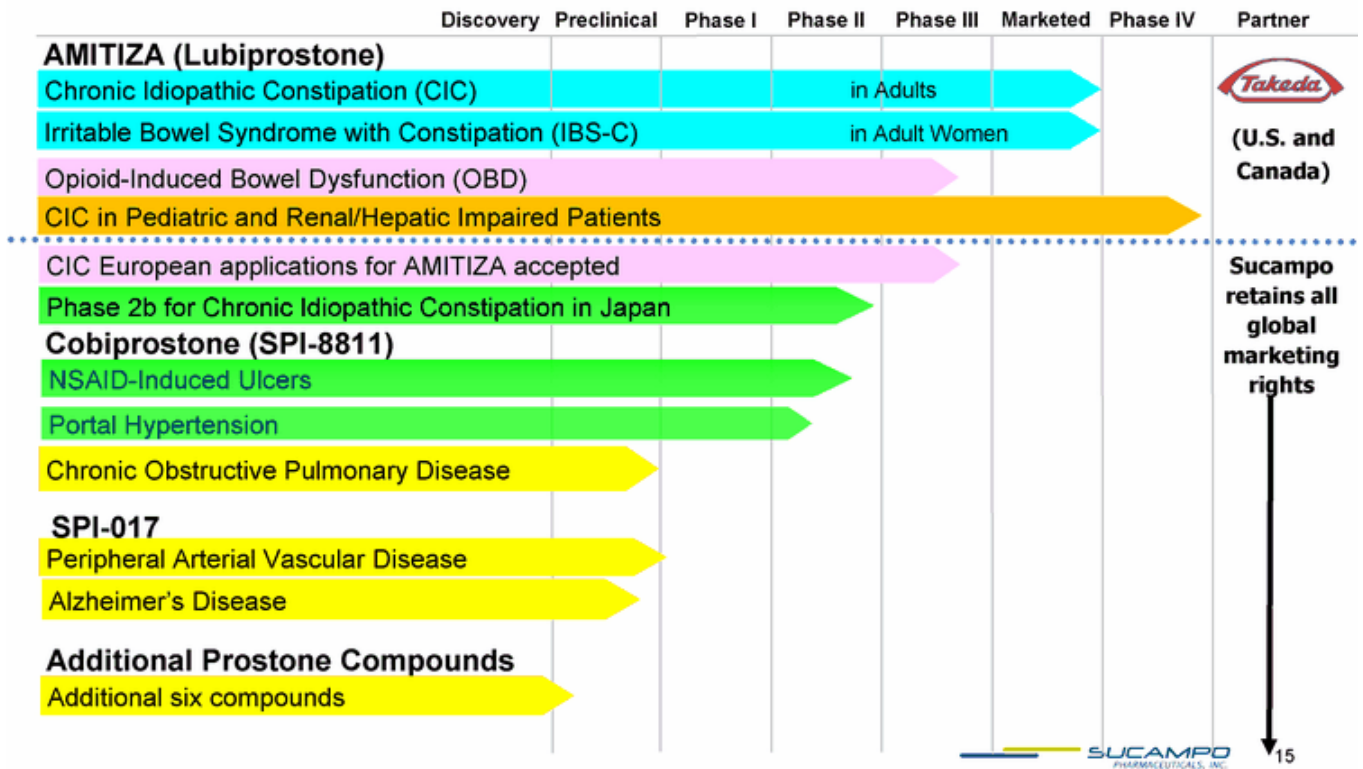 Discovery Preclinical Phase I Phase II Phase III Marketed Phase IV Partner
AMITIZA (Lubiprostone)
Chronic Idiopathic Constipation (CIC) in Adults
Takeda
Irritable Bowel Syndrome with Constipation (IBS-C) in Adult Women
(U.S. and
Canada)
Opioid-Induced Bowel Dysfunction (OBD)
CIC in Pediatric and Renal/Hepatic Impaired Patients
CIC European applications for AMITIZA accepted
Phase 2b for Chronic Idiopathic Constipation in Japan
Sucampo
retains all
global
marketing
rights
Cobiprostone (SPI-8811)
NSAID-Induced Ulcers
Portal Hypertension
Chronic Obstructive Pulmonary Disease
SPI-017
Peripheral Arterial Vascular Disease
Alzheimer's Disease
Additional Prostone Compounds
Additional six compounds
SUCAMPO
PHARMACEUTICALS, INC.
15